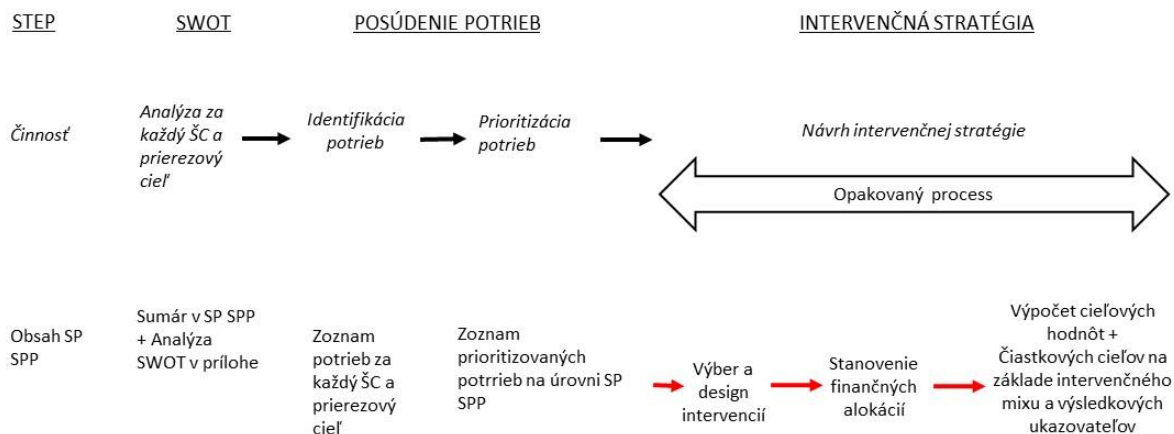 STEP
SWOT
POSÚDENIE POTRIEB
INTERVENČNÁ STRATÉGIA
Činnosť
Analýza za
každý ŠC a
prierezový
cieľ
Identifikácia
potrieb
Prioritizácia
potrieb
Návrh intervenčnej stratégie
Opakovaný process
Obsah SP
SPP
Sumár v SP SPP
+ Analýza
SWOT v prílohe
Zoznam
potrieb za
každý ŠC a
prierezový
cieľ
Zoznam
prioritizovaných
potrrieb na úrovni SP
SPP
Výber a
design
intervencií
Stanovenie
finančných
alokácií
Výpočet cieľových
hodnôt +
Čiastkových cieľov na
základe intervenčného
mixu a výsledkových
ukazovateľov